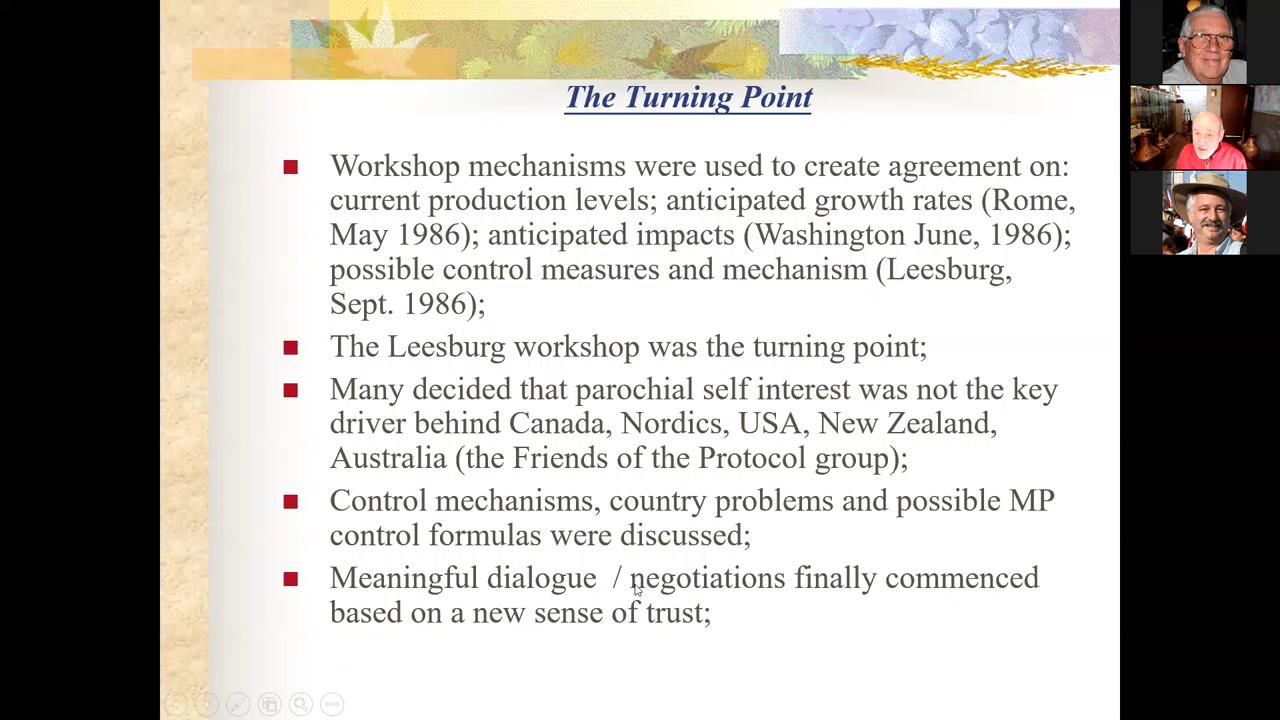 The Turning Point
Workshop mechanisms were used to create agreement on:
current production levels; anticipated growth rates (Rome,
May 1986); anticipated impacts (Washington June, 1986);
possible control measures and mechanism (Leesburg,
Sept. 1986);
The Leesburg workshop was the turning point;
Many decided that parochial self interest was not the key
driver behind Canada, Nordics, USA, New Zealand,
Australia (the Friends of the Protocol group);
Control mechanisms, country problems and possible MP
control formulas were discussed;
Meaningful dialogue  / negotiations finally commenced
based on a new sense of trust;